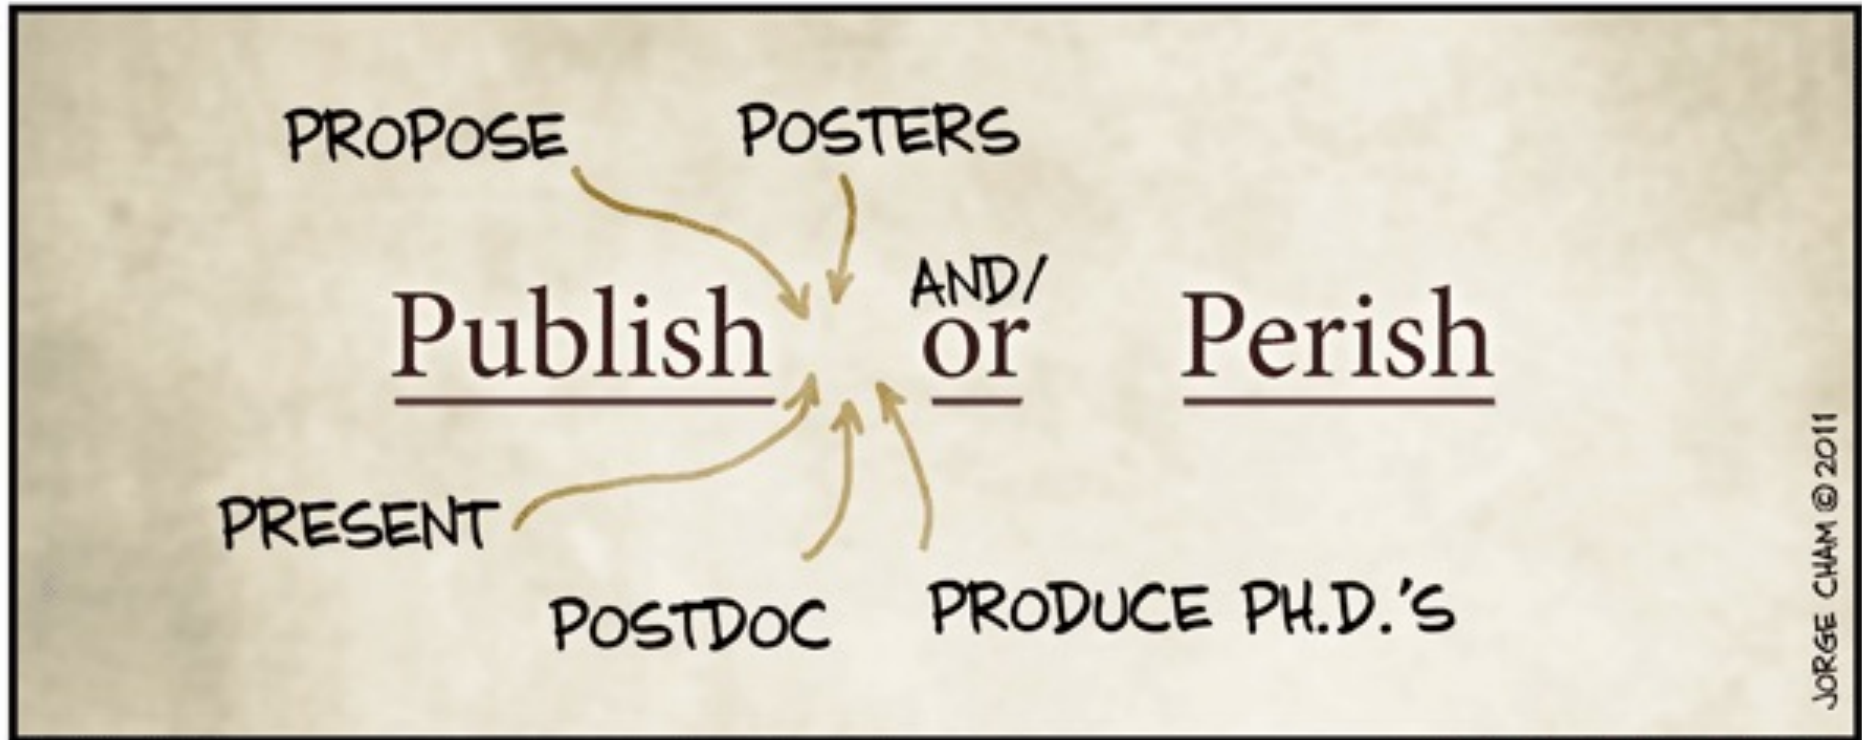 PROPOSE POSTERS
AND/
Publish or Perish
PRESENT
POSTDOC PRODUCE PH.D.'S
JORGE CHAM © 2011